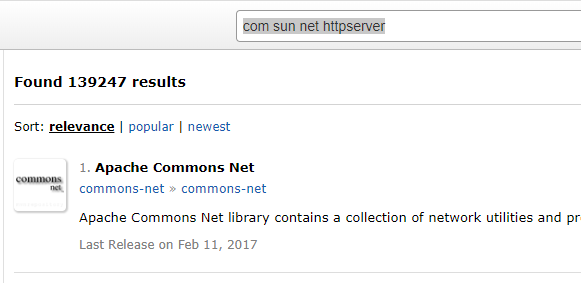 com sun net httpserver
Found 139247 results
Sort: relevance | popular | newest
commons
net
1. Apache Commons Net
commons-net » commons-net
Apache Commons Net library contains a collection of network utilities and pr
Last Release on Feb 11, 2017